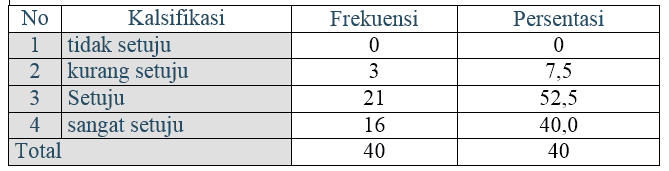 No Kalsifikasi Frekuensi Persentasi
1 tidak setuju 0 0
2 kurang setuju 3 7,5
3 Setuju 21 52,5
4 sangat setuju 16 40,0
Total 40 40